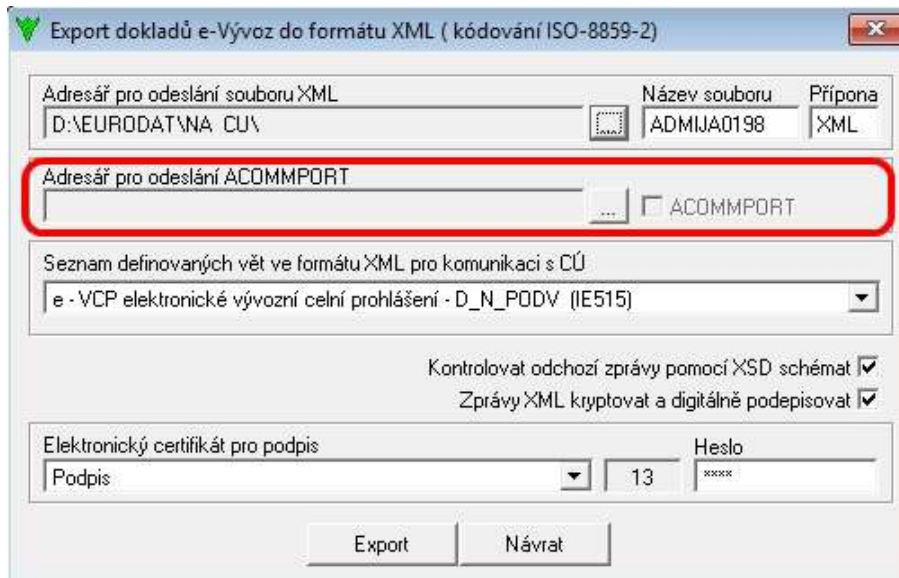 Export dokladů e-Vývoz do formátu XML ( kódování ISO-8859-2)
Adresář pro odeslání souboru XML
Název souboru
Přípona
D:\EURODAT\NA CU\
...
ADMIJA0198
XML
Adresář pro odeslání ACOMMPORT
...
ACOMMPORT
Seznam definovaných vět ve formátu XML pro komunikaci s CÚ
e - VCP elektronické vývozní celní prohlášení - D_N_PODV (IE515)
Kontrolovat odchozí zprávy pomocí XSD schémat
Zprávy XML kryptovat a digitálně podepisovat
Elektronický certifikát pro podpis
Heslo
Podpis
13
****
Export
Návrat